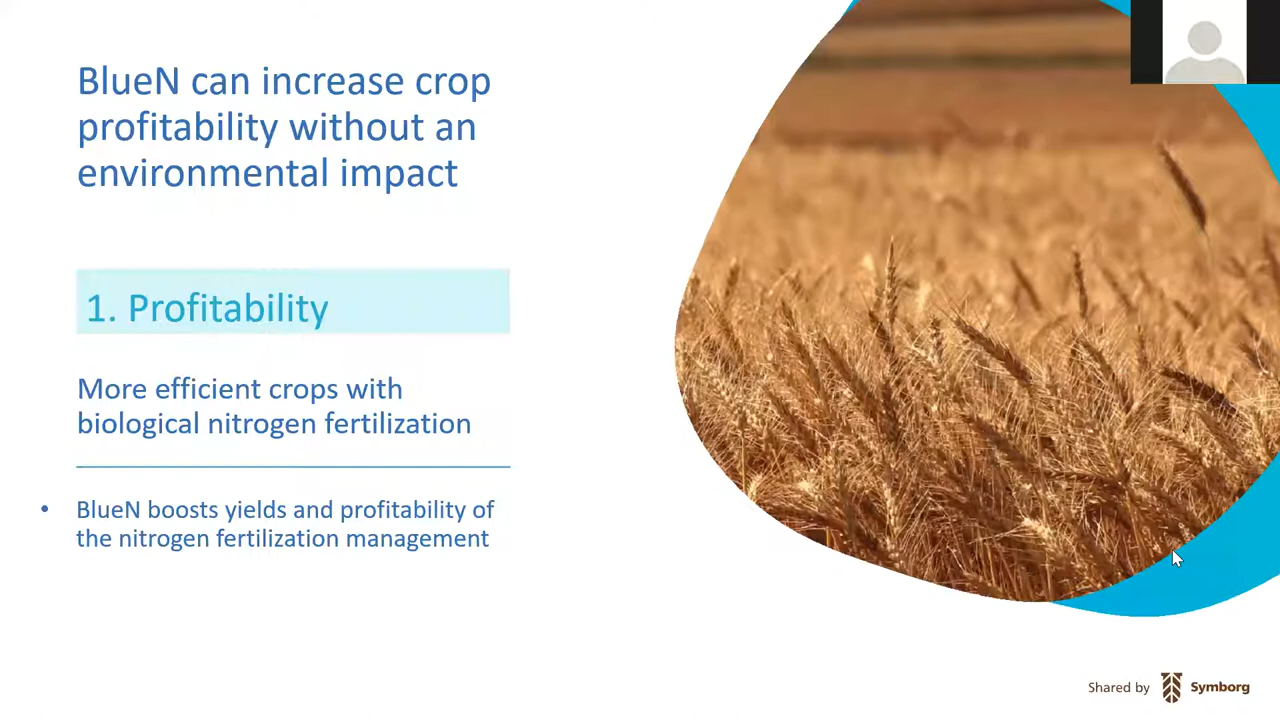 BlueN can increase crop
profitability without an
environmental impact
1. Profitability
More efficient crops with
biological nitrogen fertilization
• BlueN boosts yields and profitability of
the nitrogen fertilization management
Shared by Symborg